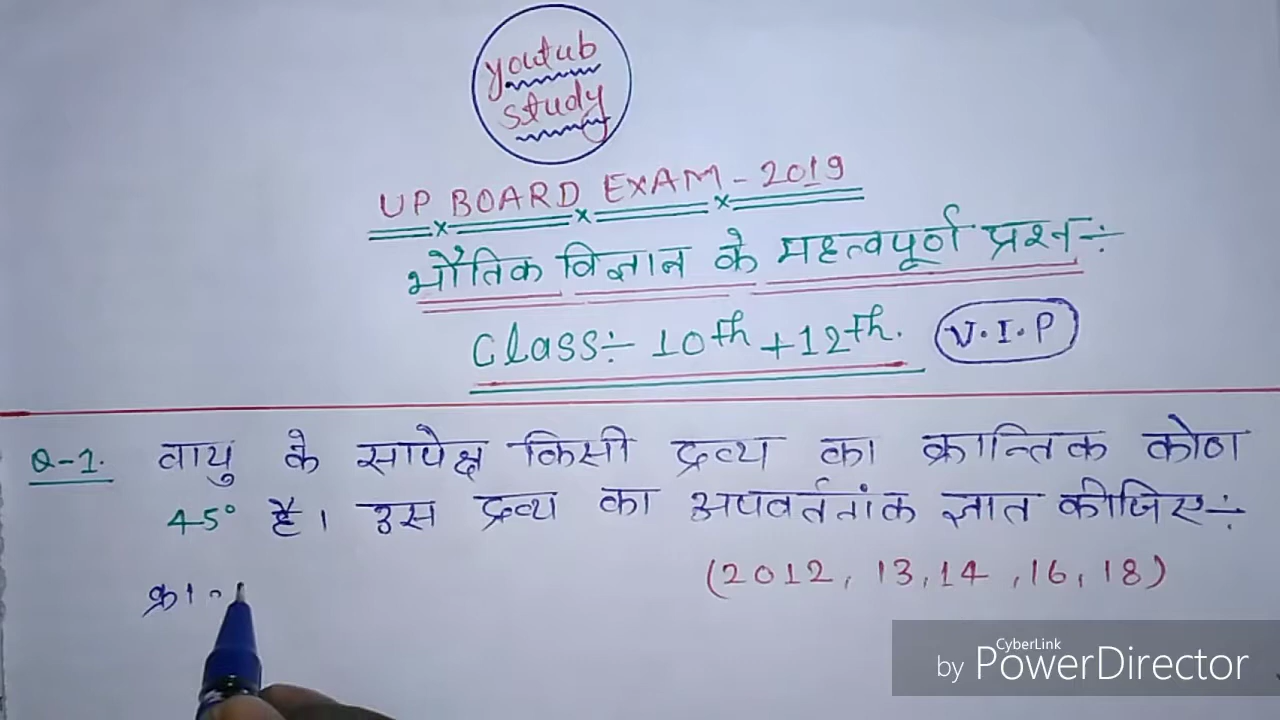 youtub
study
UP BOARD EXAM - 2019
भौतिक विज्ञान के महत्वपूर्ण प्रश्न÷
Class÷ 10th + 12th. V.I.P
Q-1. वायु के सापेक्ष किसी द्रव्य का क्रान्तिक कोण
45° है। उस द्रव्य का अपवर्तनांक ज्ञात कीजिए÷
(2012, 13, 14, 16, 18)
CyberLink
by PowerDirector